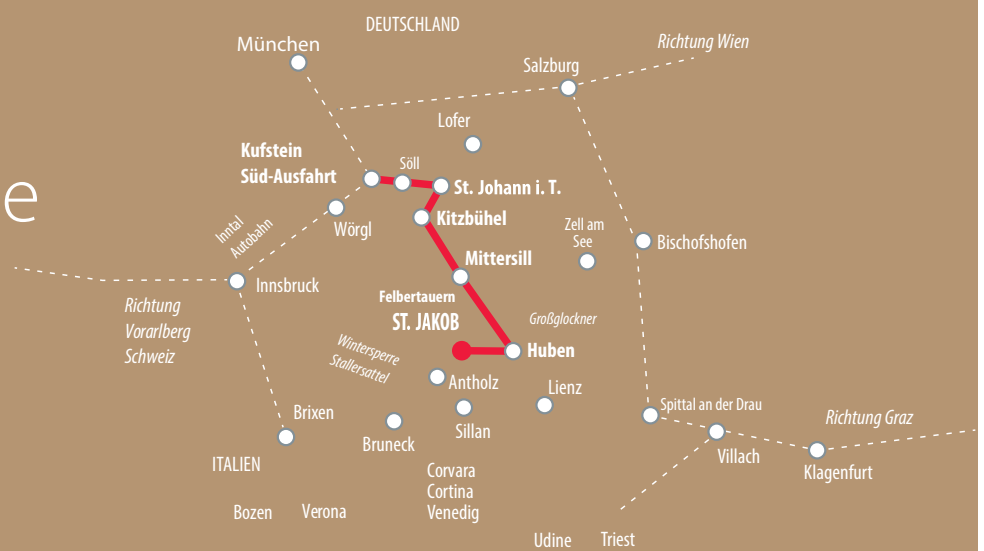 DEUTSCHLAND
München
Richtung Wien
Salzburg
Lofer
Kufstein
Süd-Ausfahrt
Söll
St. Johann i. T.
e
Inntal
Autobahn
Wörgl
Kitzbühel
Zell am
See
Bischofshofen
Mittersill
Innsbruck
Felbertauern
ST. JAKOB
Großglockner
Richtung
Vorarlberg
Schweiz
Wintersperre
Stallersattel
Huben
Antholz
Lienz
Brixen
Sillan
Bruneck
Spittal an der Drau
Richtung Graz
Villach
Klagenfurt
ITALIEN
Corvara
Cortina
Venedig
Bozen
Verona
Udine
Triest